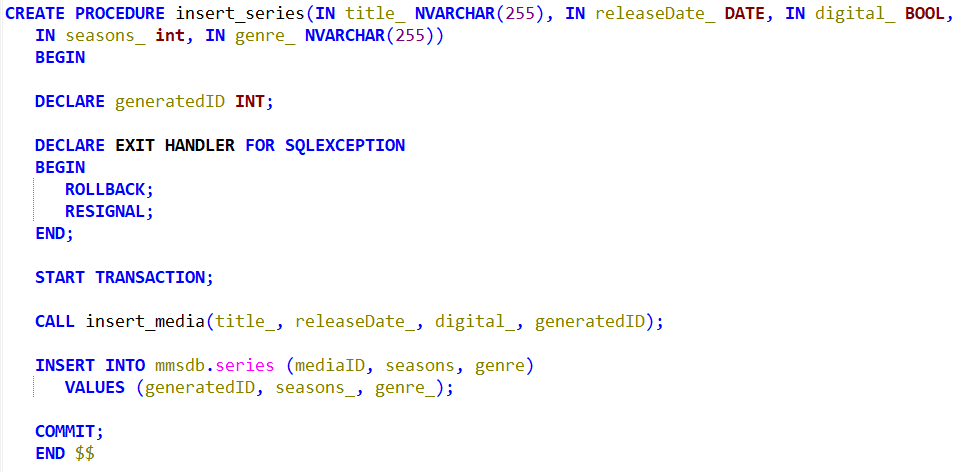 CREATE PROCEDURE insert_series(IN title_ NVARCHAR(255), IN releaseDate_ DATE, IN digital_ BOOL,
IN seasons_ int, IN genre_ NVARCHAR(255))
BEGIN
DECLARE generatedID INT;
DECLARE EXIT HANDLER FOR SQLEXCEPTION
BEGIN
ROLLBACK;
RESIGNAL;
END;
START TRANSACTION;
CALL insert_media(title_, releaseDate_, digital_, generatedID);
INSERT INTO mmsdb.series (mediaID, seasons, genre)
VALUES (generatedID, seasons_, genre_);
COMMIT;
END $$